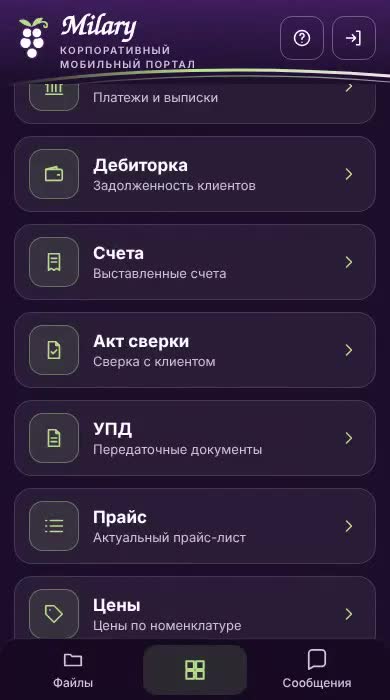 Milary
КОРПОРАТИВНЫЙ
МОБИЛЬНЫЙ ПОРТАЛ
Платежи и выписки
Дебиторка
Задолженность клиентов
Счета
Выставленные счета
Акт сверки
Сверка с клиентом
УПД
Передаточные документы
Прайс
Актуальный прайс-лист
Цены
Цены по номенклатуре
Файлы
Сообщения